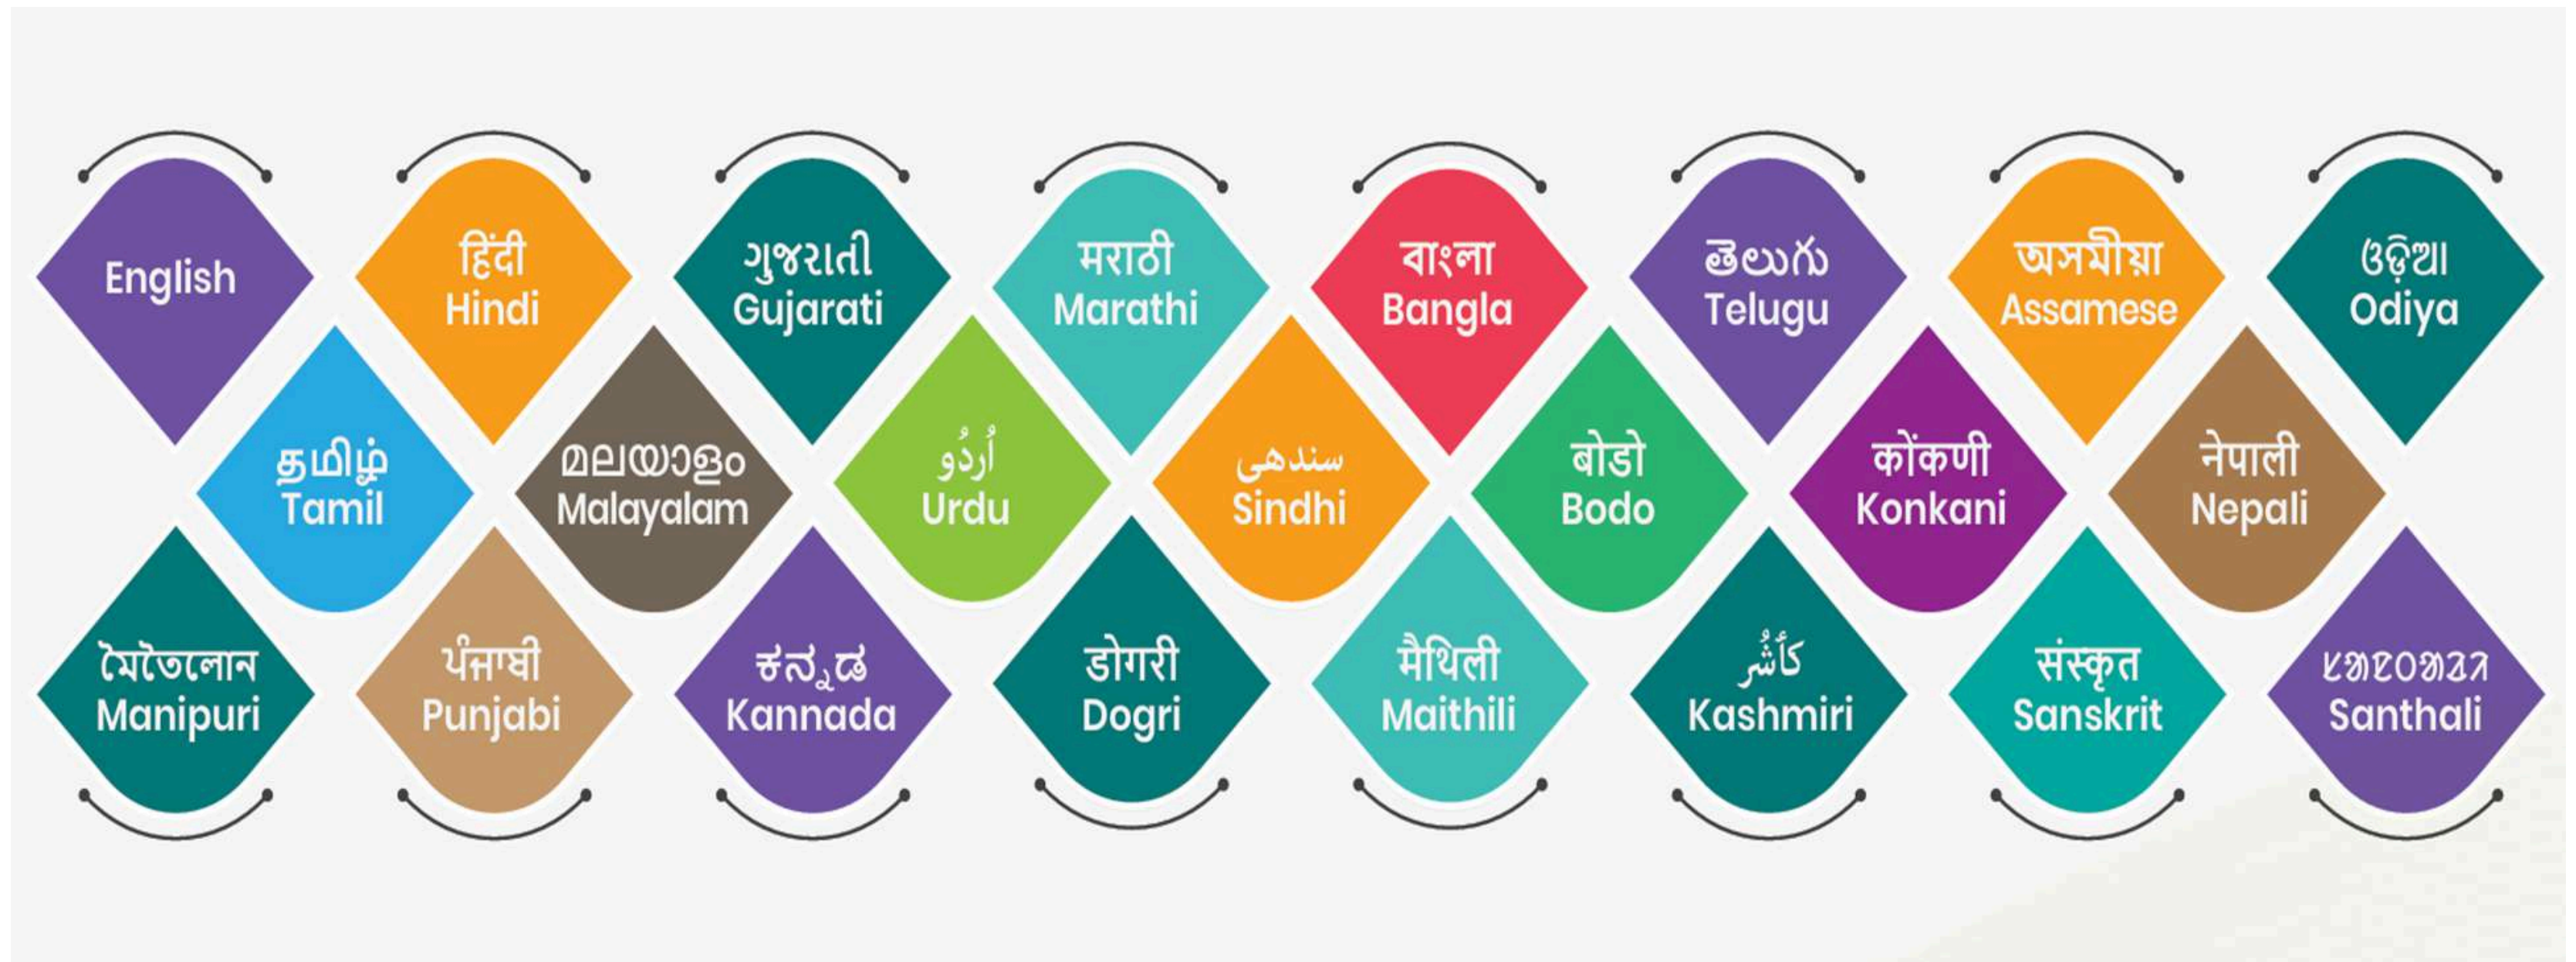 English
हिंदी
Hindi
ગુજરાતી
Gujarati
मराठी
Marathi
বাংলা
Bangla
తెలుగు
Telugu
অসমীয়া
Assamese
ଓଡ଼ିଆ
Odiya
தமிழ்
Tamil
മലയാളം
Malayalam
اُردُو
Urdu
سندھی
Sindhi
बोडो
Bodo
कोंकणी
Konkani
नेपाली
Nepali
মৈতৈলোন
Manipuri
ਪੰਜਾਬੀ
Punjabi
ಕನ್ನಡ
Kannada
डोगरी
Dogri
मैथिली
Maithili
کأشُر
Kashmiri
संस्कृत
Sanskrit
Santhali